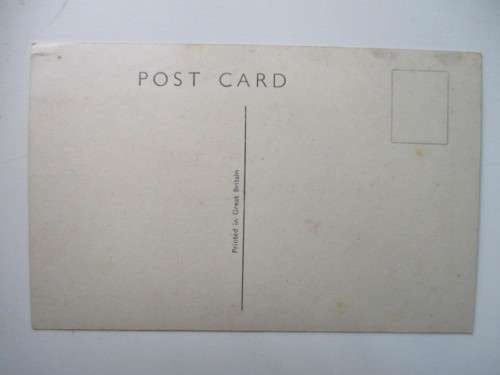 POST CARD
Printed in Great Britain